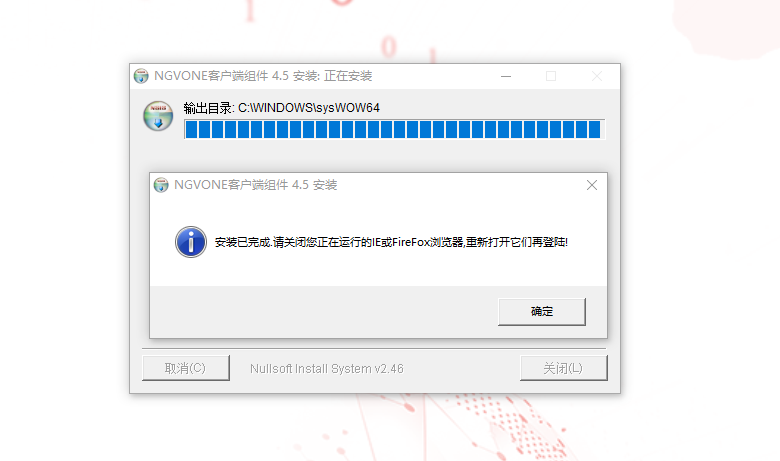 NGVONE客户端组件 4.5 安装: 正在安装
输出目录: C:\WINDOWS\sysWOW64
NGVONE客户端组件 4.5 安装
安装已完成.请关闭您正在运行的IE或FireFox浏览器,重新打开它们再登陆!
确定
取消(C)
Nullsoft Install System v2.46
关闭(L)